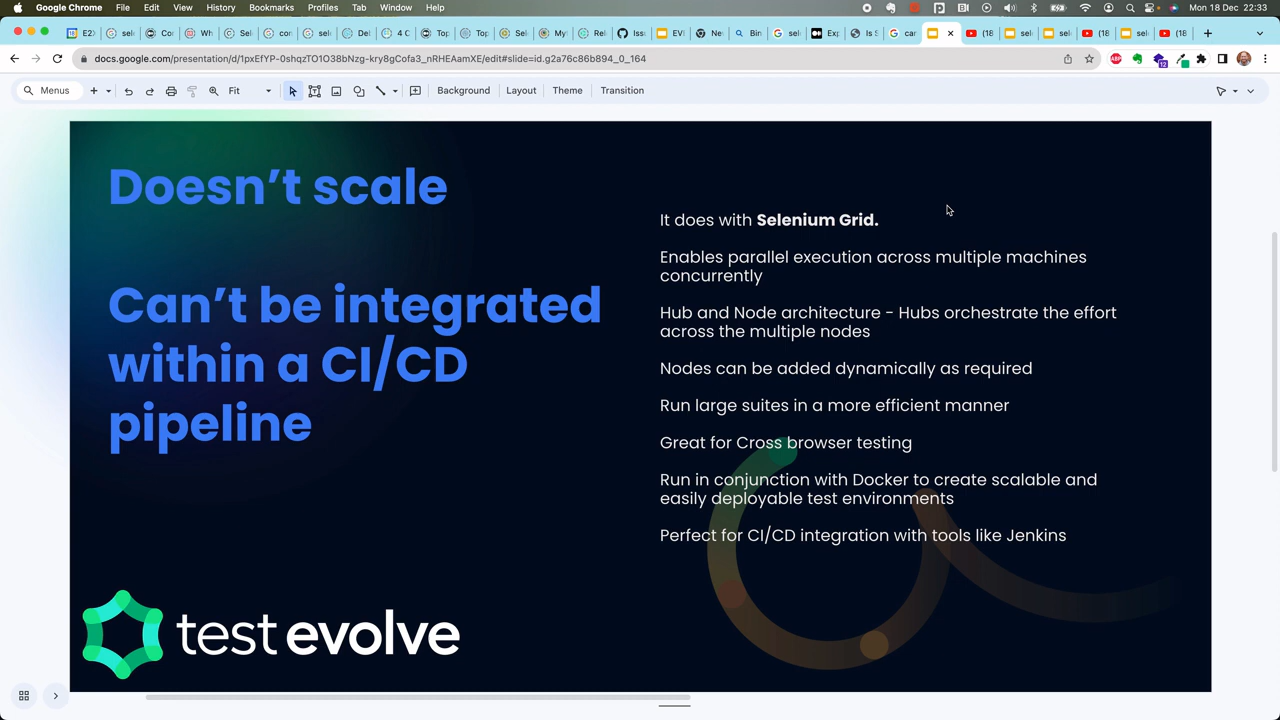 Google Chrome File Edit View History Bookmarks Profiles Tab Window Help Mon 18 Dec 22:33
docs.google.com/presentation/d/1pxEfYP-0shqzTO1O38bNzg-kry8gCofa3_nRHEAamXE/edit#slide=id.g2a76c86b894_0_164
Menus Fit Background Layout Theme Transition
Doesn't scale
Can't be integrated
within a CI/CD
pipeline
It does with Selenium Grid.
Enables parallel execution across multiple machines
concurrently
Hub and Node architecture - Hubs orchestrate the effort
across the multiple nodes
Nodes can be added dynamically as required
Run large suites in a more efficient manner
Great for Cross browser testing
Run in conjunction with Docker to create scalable and
easily deployable test environments
Perfect for CI/CD integration with tools like Jenkins
test evolve